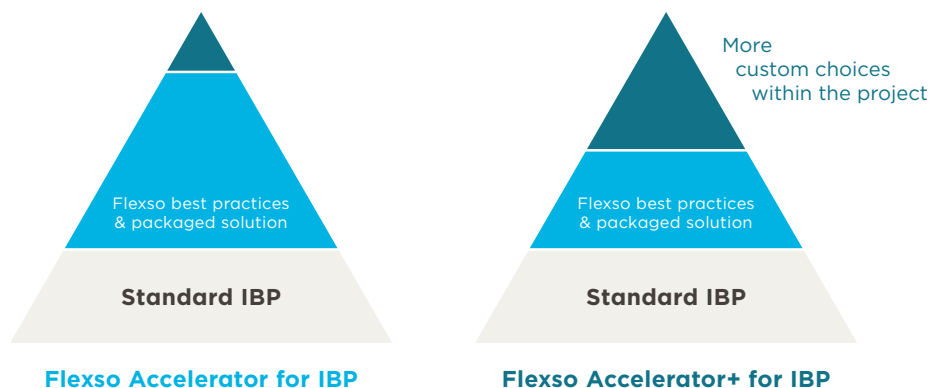 Flexso best practices
& packaged solution
Standard IBP
Flexso Accelerator for IBP
More
custom choices
within the project
Flexso best practices
& packaged solution
Standard IBP
Flexso Accelerator+ for IBP